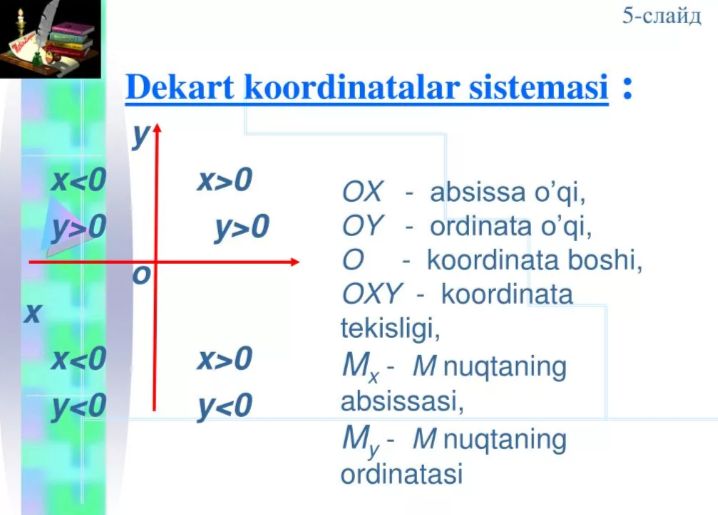 5-слайд
Dekart koordinatalar sistemasi :
y
x<0 x>0
y>0 y>0
o
x
x<0 x>0
y<0 y<0
OX - absissa o’qi,
OY - ordinata o’qi,
O - koordinata boshi,
OXY - koordinata
tekisligi,
Mx - M nuqtaning
absissasi,
My - M nuqtaning
ordinatasi